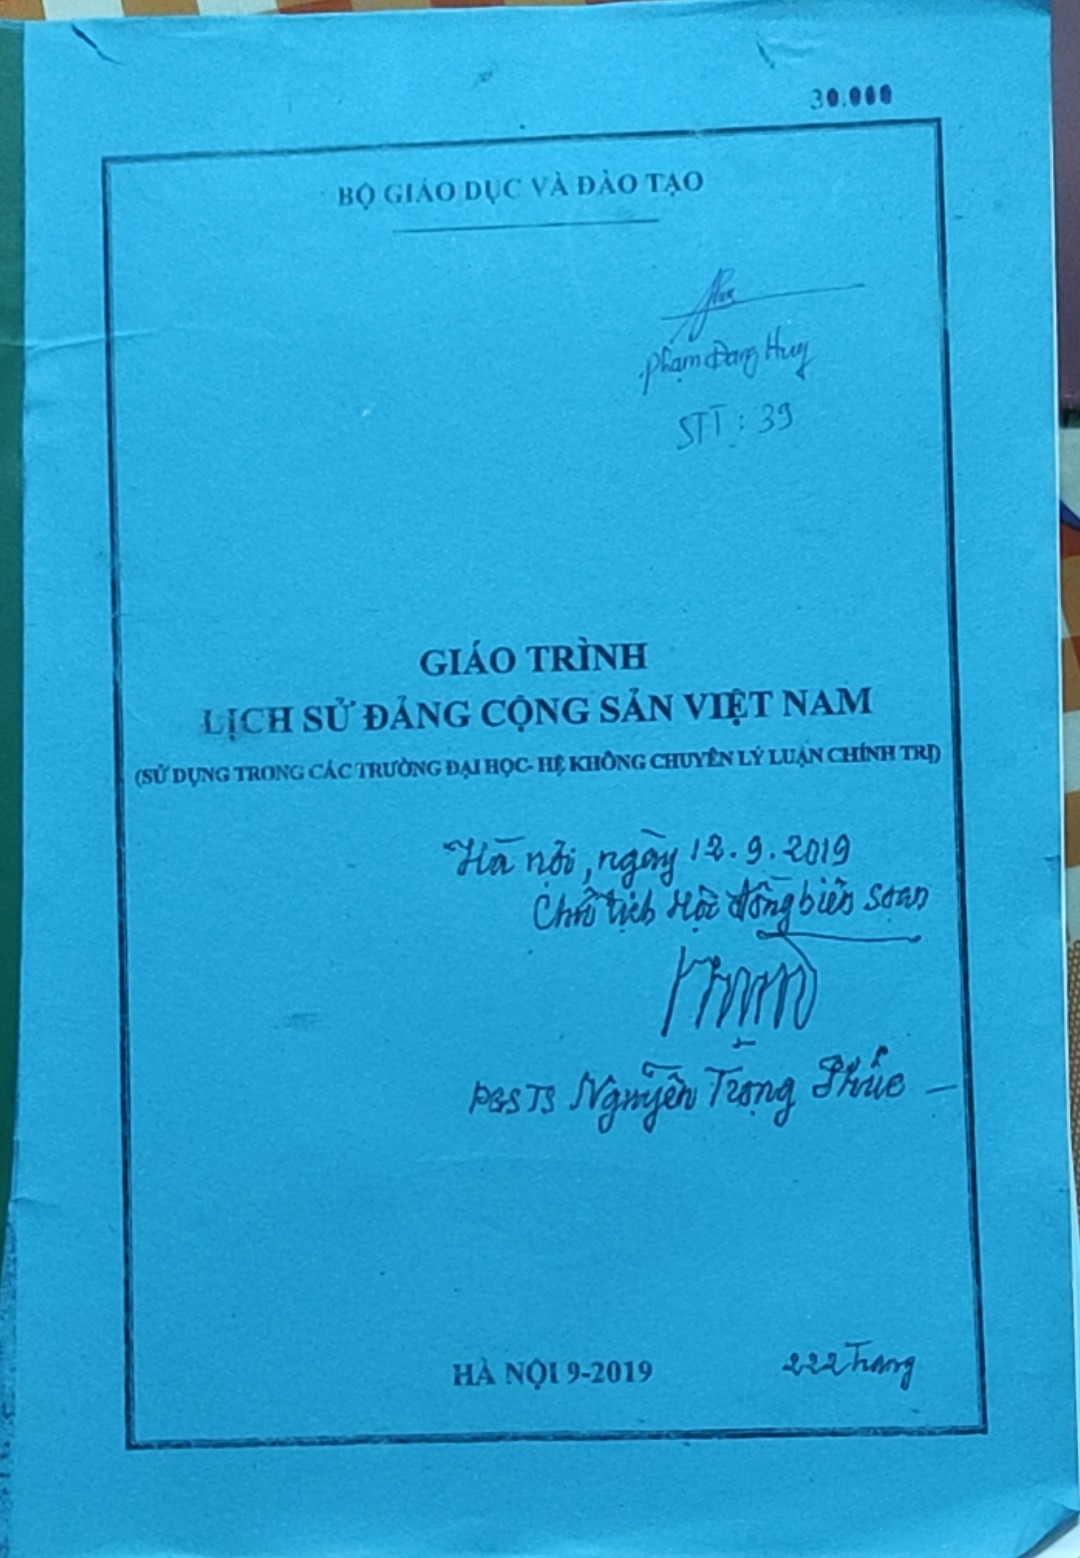 30.000
BỘ GIÁO DỤC VÀ ĐÀO TẠO
Phạm Đang Huy
STT : 39
GIÁO TRÌNH
LỊCH SỬ ĐẢNG CỘNG SẢN VIỆT NAM
(SỬ DỤNG TRONG CÁC TRƯỜNG ĐẠI HỌC- HỆ KHÔNG CHUYÊN LÝ LUẬN CHÍNH TRỊ)
Hà nội, ngày 12.9.2019
Chủ tịch Hội đồng biên soạn
PGS TS Nguyễn Trọng Phúc
HÀ NỘI 9-2019
222 Trang